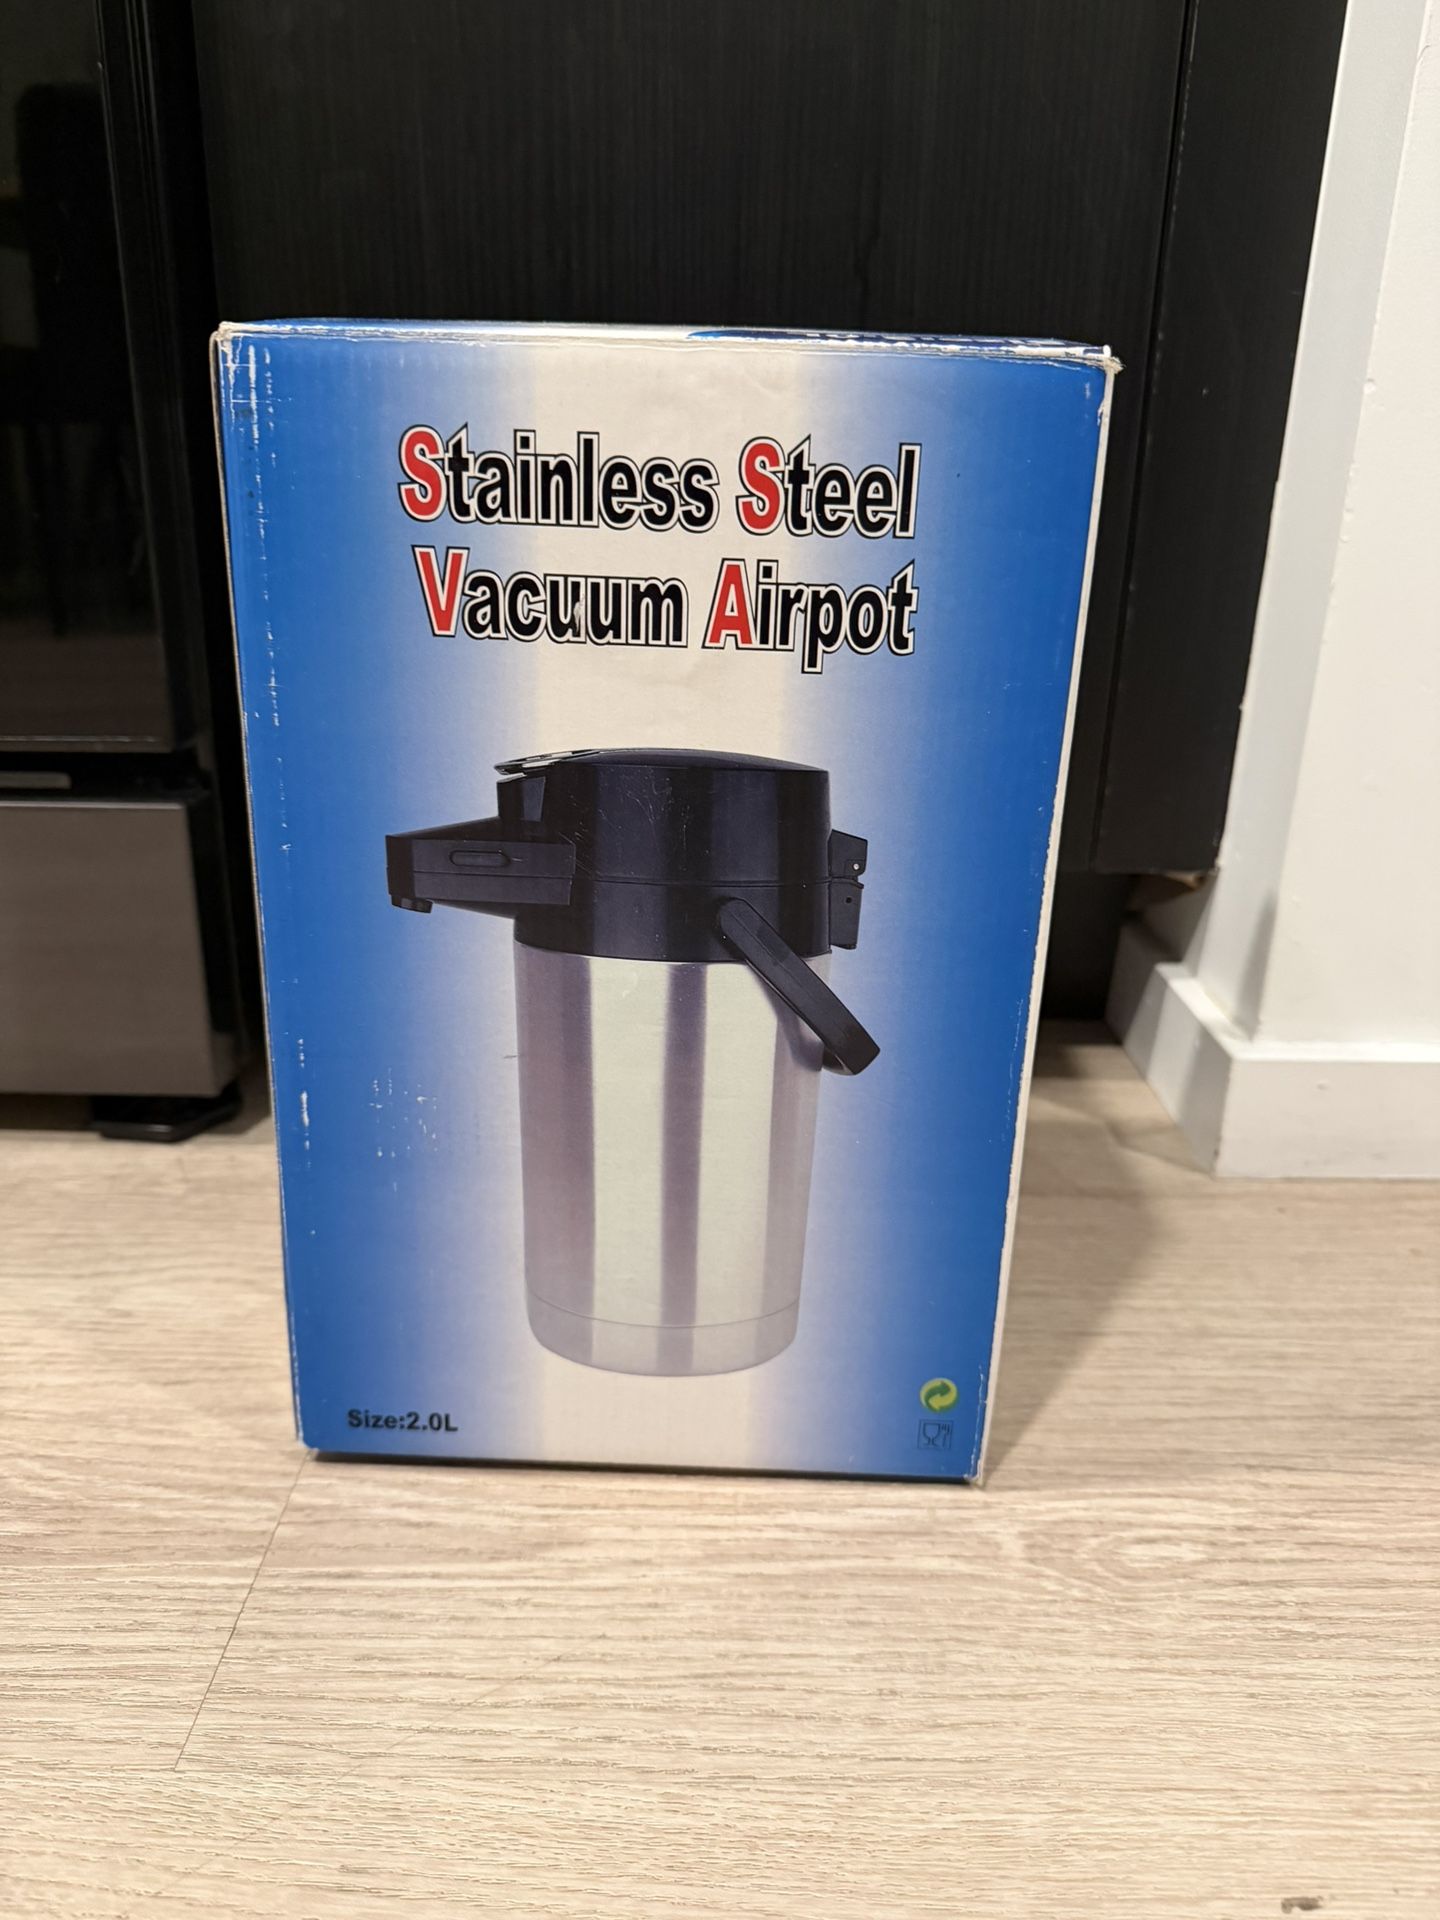 Stainless Steel
Vacuum Airpot
Size:2.0L